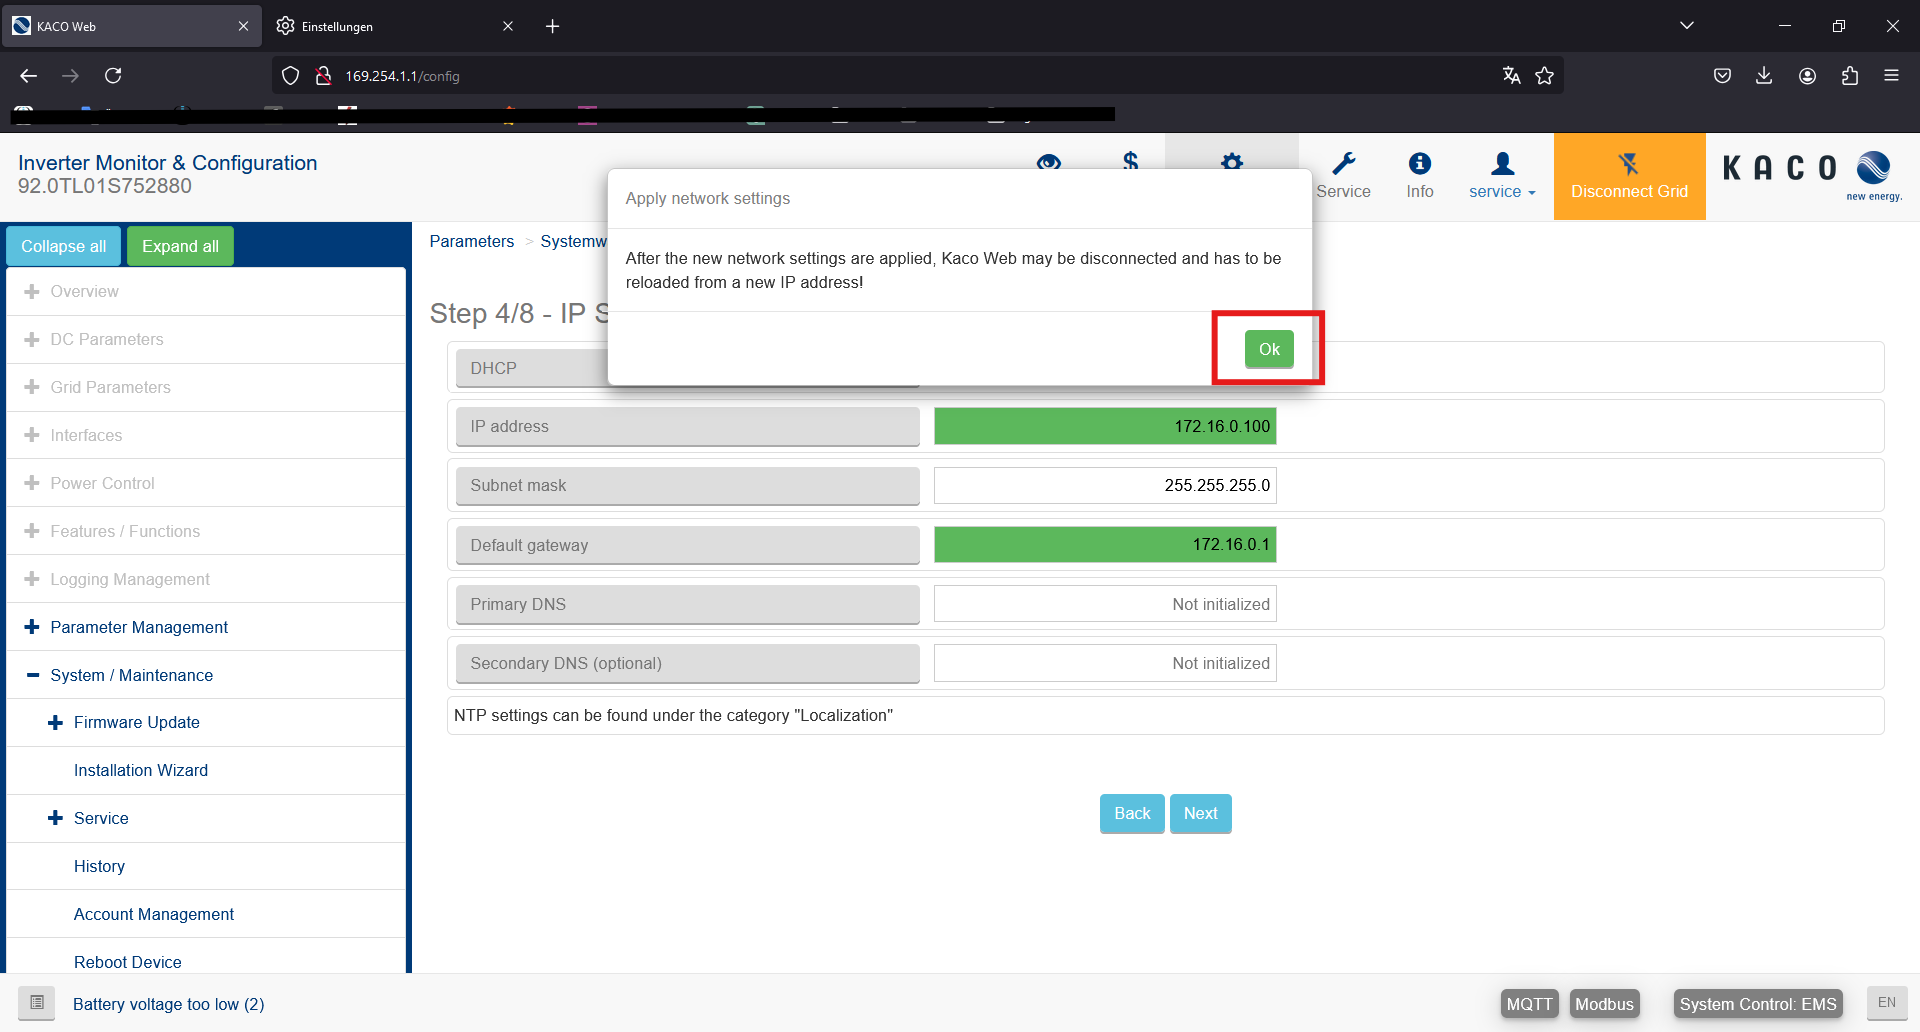 KACO Web
Einstellungen
169.254.1.1/config
Inverter Monitor & Configuration
92.0TL01S752880
$
Service
Info
service
Disconnect Grid
KACO
new energy.
Collapse all
Expand all
Overview
DC Parameters
Grid Parameters
Interfaces
Power Control
Features / Functions
Logging Management
Parameter Management
System / Maintenance
Firmware Update
Installation Wizard
Service
History
Account Management
Reboot Device
Parameters > Systemw
Apply network settings
After the new network settings are applied, Kaco Web may be disconnected and has to be
reloaded from a new IP address!
Ok
Step 4/8 - IP S
DHCP
IP address 172.16.0.100
Subnet mask 255.255.255.0
Default gateway 172.16.0.1
Primary DNS Not initialized
Secondary DNS (optional) Not initialized
NTP settings can be found under the category "Localization"
Back Next
Battery voltage too low (2)
MQTT Modbus System Control: EMS EN